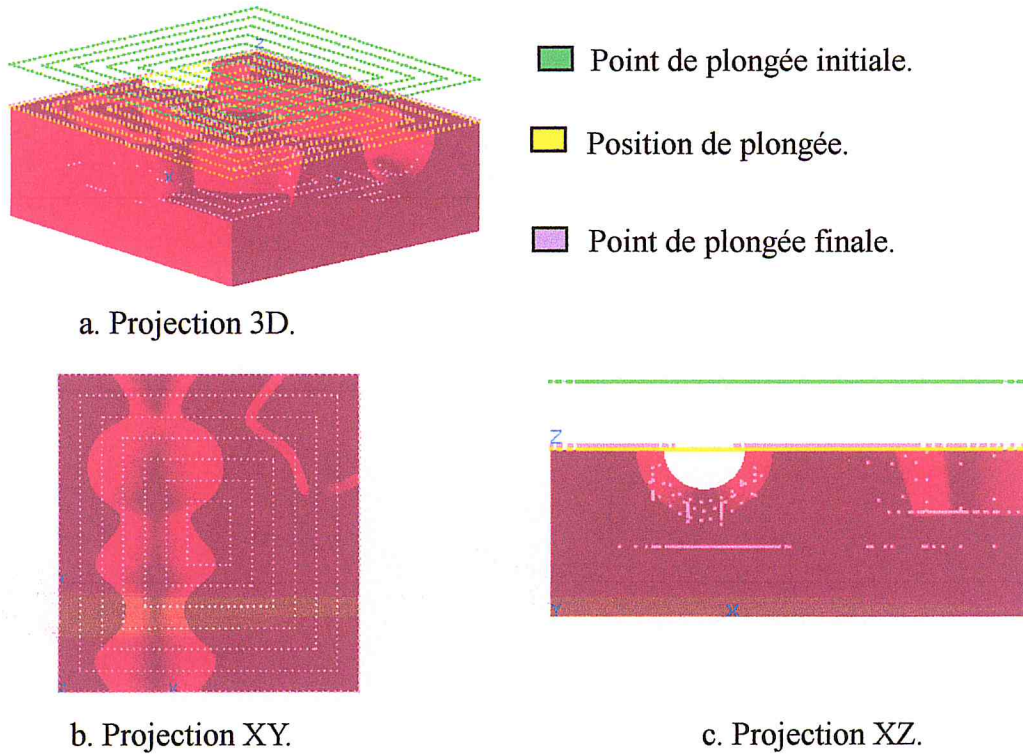 Z
X
Point de plongée initiale.
Position de plongée.
Point de plongée finale.
a. Projection 3D.
Z
Y
X
b. Projection XY.
c. Projection XZ.